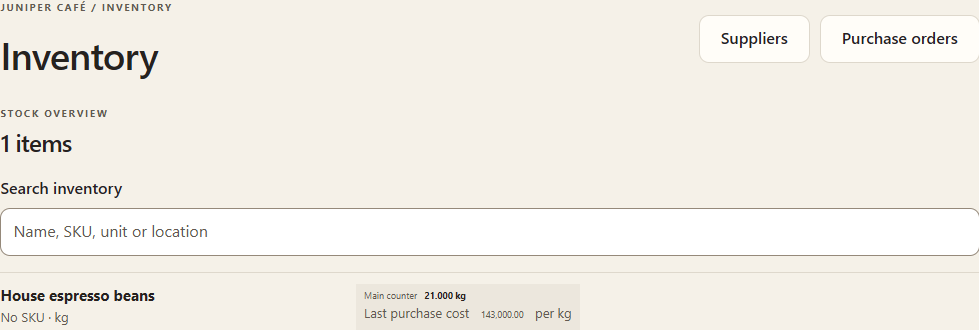 JUNIPER CAFÉ / INVENTORY
Suppliers
Purchase orders
Inventory
STOCK OVERVIEW
1 items
Search inventory
Name, SKU, unit or location
House espresso beans
Main counter 21.000 kg
Last purchase cost 143,000.00 per kg
No SKU · kg